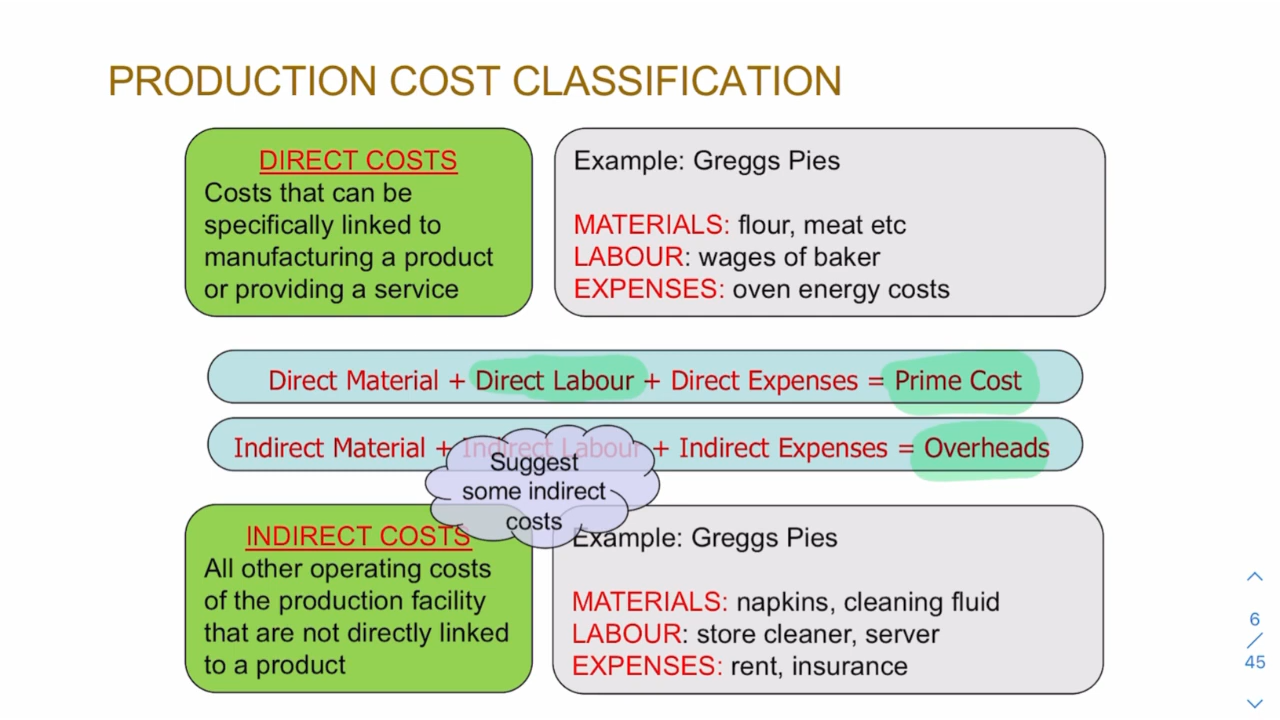 PRODUCTION COST CLASSIFICATION
DIRECT COSTS
Costs that can be
specifically linked to
manufacturing a product
or providing a service
Example: Greggs Pies
MATERIALS: flour, meat etc
LABOUR: wages of baker
EXPENSES: oven energy costs
Direct Material + Direct Labour + Direct Expenses = Prime Cost
Indirect Material + Indirect Labour + Indirect Expenses = Overheads
Suggest
some indirect
costs
INDIRECT COSTS
All other operating costs
of the production facility
that are not directly linked
to a product
Example: Greggs Pies
MATERIALS: napkins, cleaning fluid
LABOUR: store cleaner, server
EXPENSES: rent, insurance
6
/
45